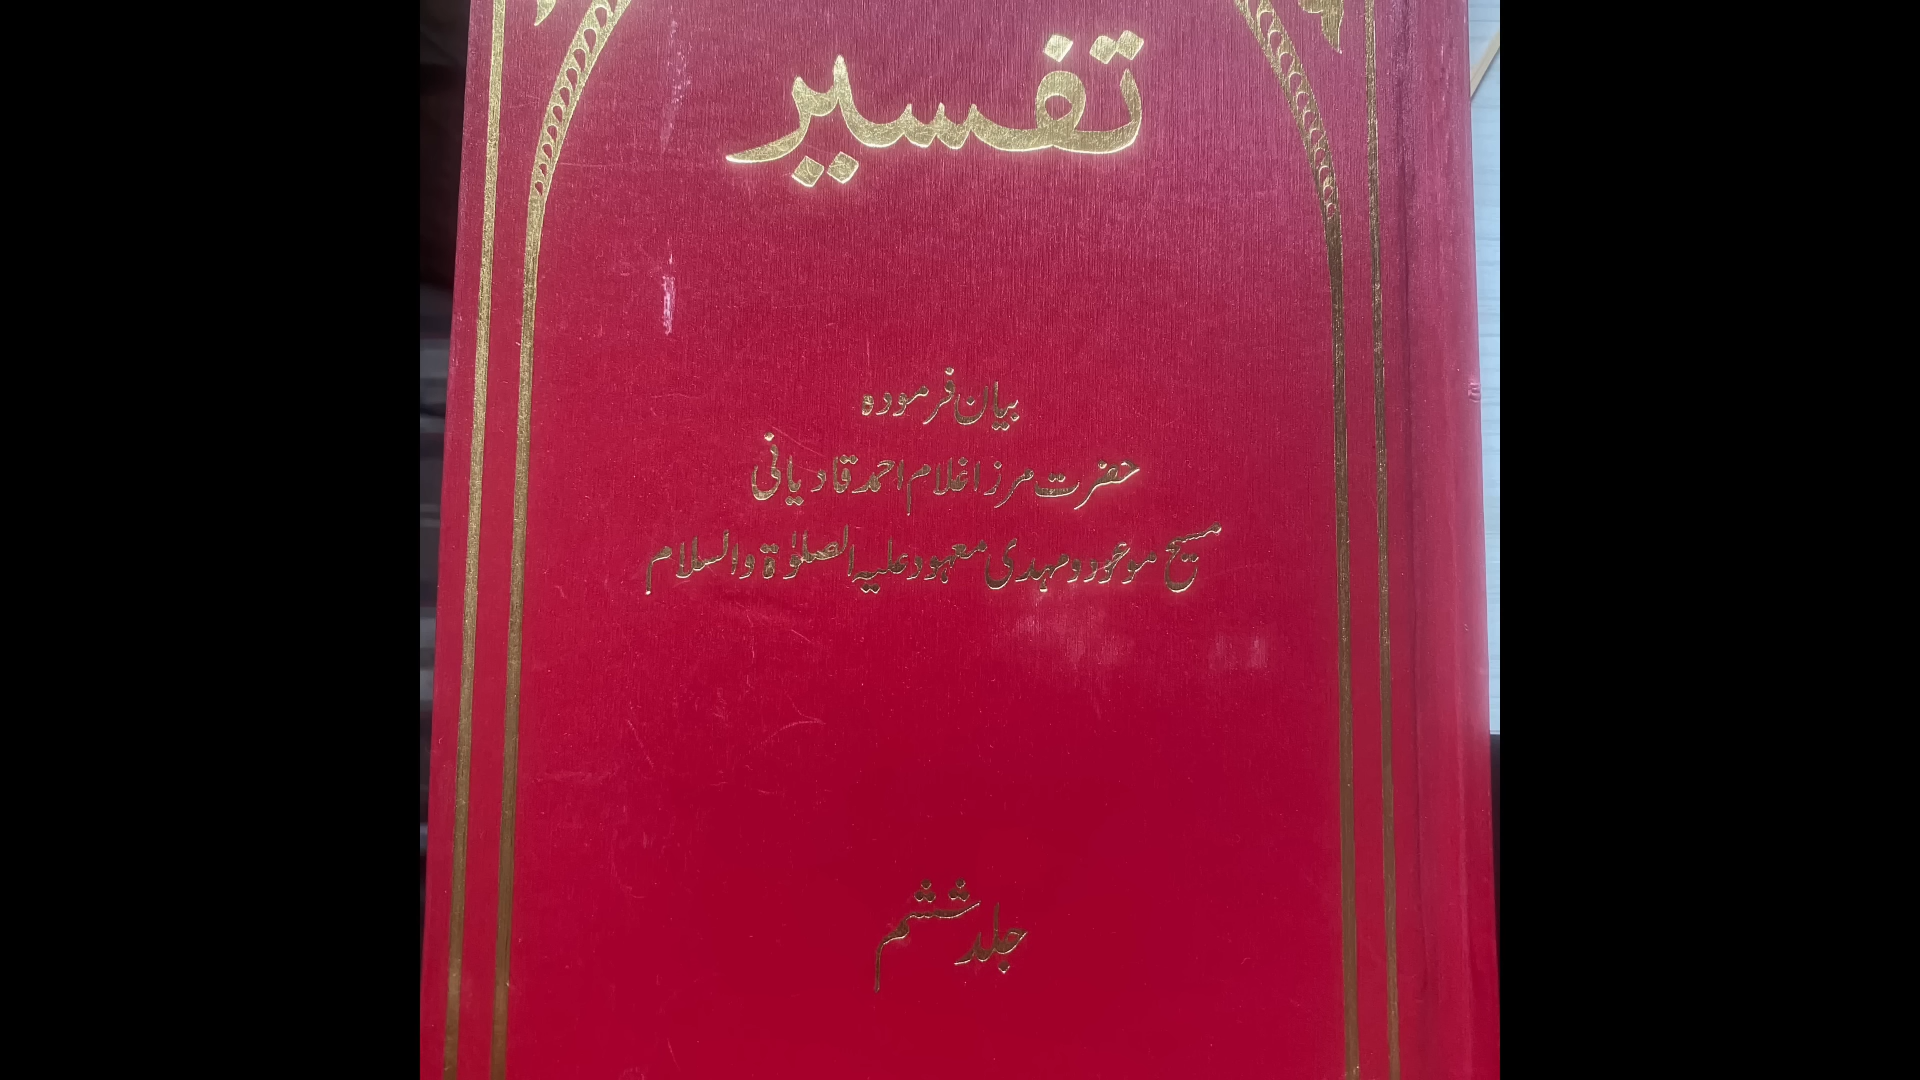 تفسیر
بیان فرمودہ
حضرت مرزا غلام احمد قادیانی
مسیح موعود و مہدی معہود علیہ الصلوٰۃ والسلام
جلد ششم